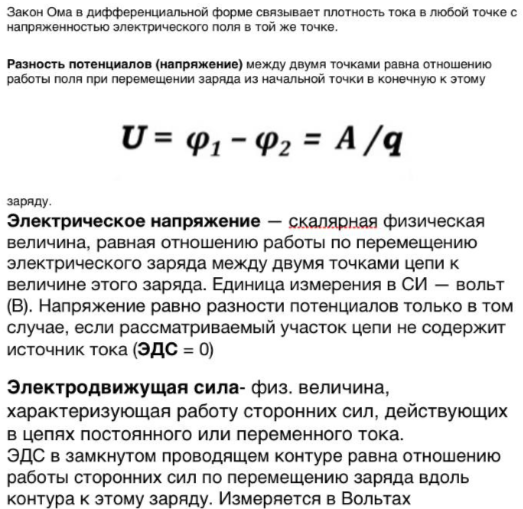 Закон Ома в дифференциальной форме связывает плотность тока в любой точке с
напряженностью электрического поля в той же точке.
Разность потенциалов (напряжение) между двумя точками равна отношению
работы поля при перемещении заряда из начальной точки в конечную к этому
U = φ₁ − φ₂ = A /q
заряду.
Электрическое напряжение — скалярная физическая
величина, равная отношению работы по перемещению
электрического заряда между двумя точками цепи к
величине этого заряда. Единица измерения в СИ — вольт
(В). Напряжение равно разности потенциалов только в том
случае, если рассматриваемый участок цепи не содержит
источник тока (ЭДС = 0)
Электродвижущая сила- физ. величина,
характеризующая работу сторонних сил, действующих
в цепях постоянного или переменного тока.
ЭДС в замкнутом проводящем контуре равна отношению
работы сторонних сил по перемещению заряда вдоль
контура к этому заряду. Измеряется в Вольтах